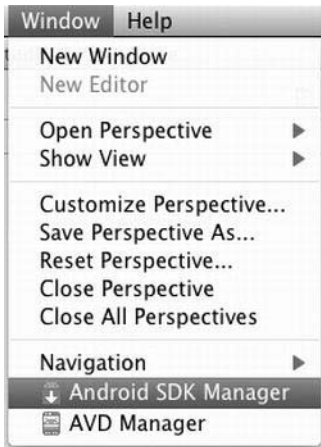 Window Help
New Window
New Editor
Open Perspective
Show View
Customize Perspective...
Save Perspective As...
Reset Perspective...
Close Perspective
Close All Perspectives
Navigation
Android SDK Manager
AVD Manager